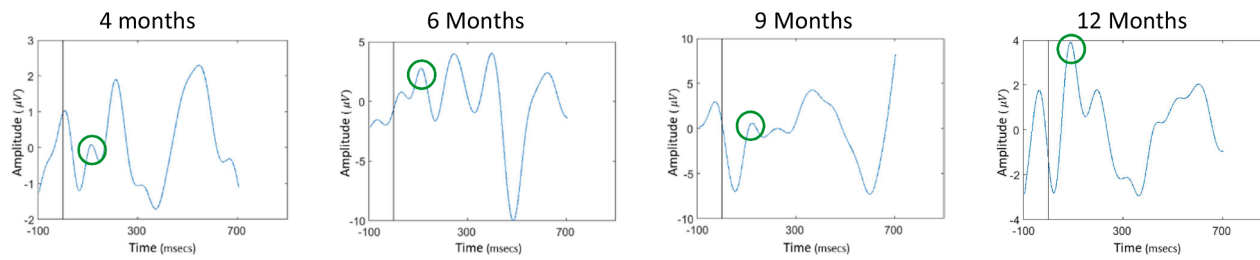 4 months
3
2
1
0
-1
-2
-100
300
700
Amplitude ( μV)
Time (msecs)
6 Months
5
0
-5
-10
-100
300
700
Amplitude ( μV)
Time (msecs)
9 Months
10
5
0
-5
-10
-100
300
700
Amplitude ( μV)
Time (msecs)
12 Months
4
2
0
-2
-4
-100
300
700
Amplitude ( μV)
Time (msecs)